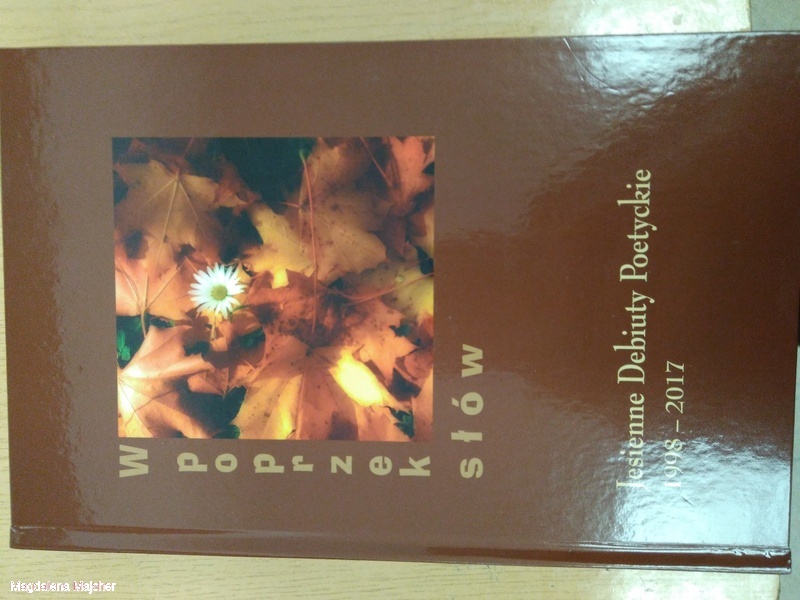 W poprzek
słów
Jesienne Debiuty Poetyckie
1998 – 2017
Magdalena Majcher